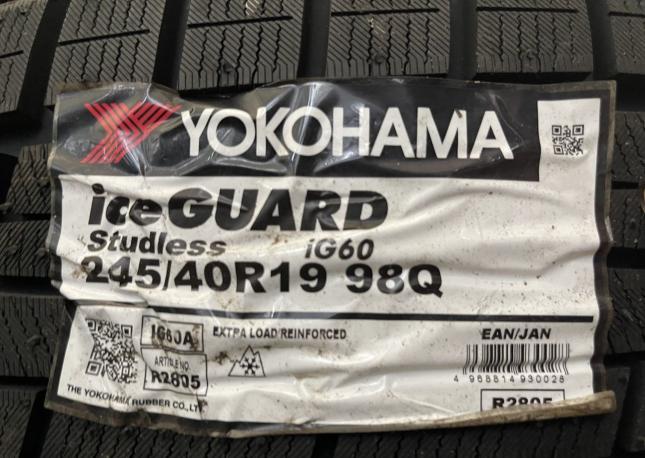 YOKOHAMA
iceGUARD
Studless iG60
245/40R19 98Q
IG60A EXTRA LOAD/REINFORCED
ARTICLE NO.
R2805
EAN/JAN
4 968814 930028
R2805
THE YOKOHAMA RUBBER CO.,LTD.